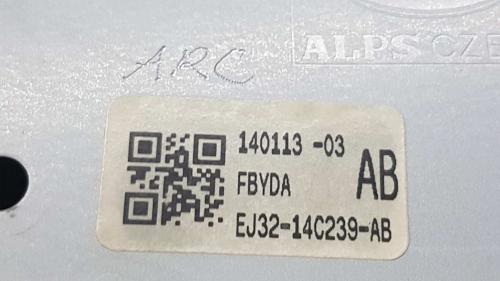 ARC
ALPS CZE
140113 -03
FBYDA AB
EJ32-14C239-AB